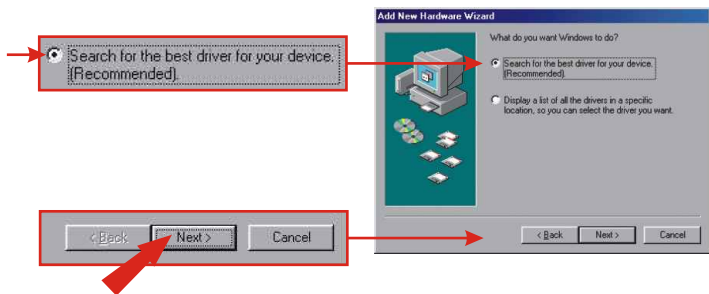 Search for the best driver for your device.
(Recommended).
< Back
Next >
Cancel
Add New Hardware Wizard
What do you want Windows to do?
Search for the best driver for your device.
(Recommended).
Display a list of all the drivers in a specific
location, so you can select the driver you want.
< Back
Next >
Cancel